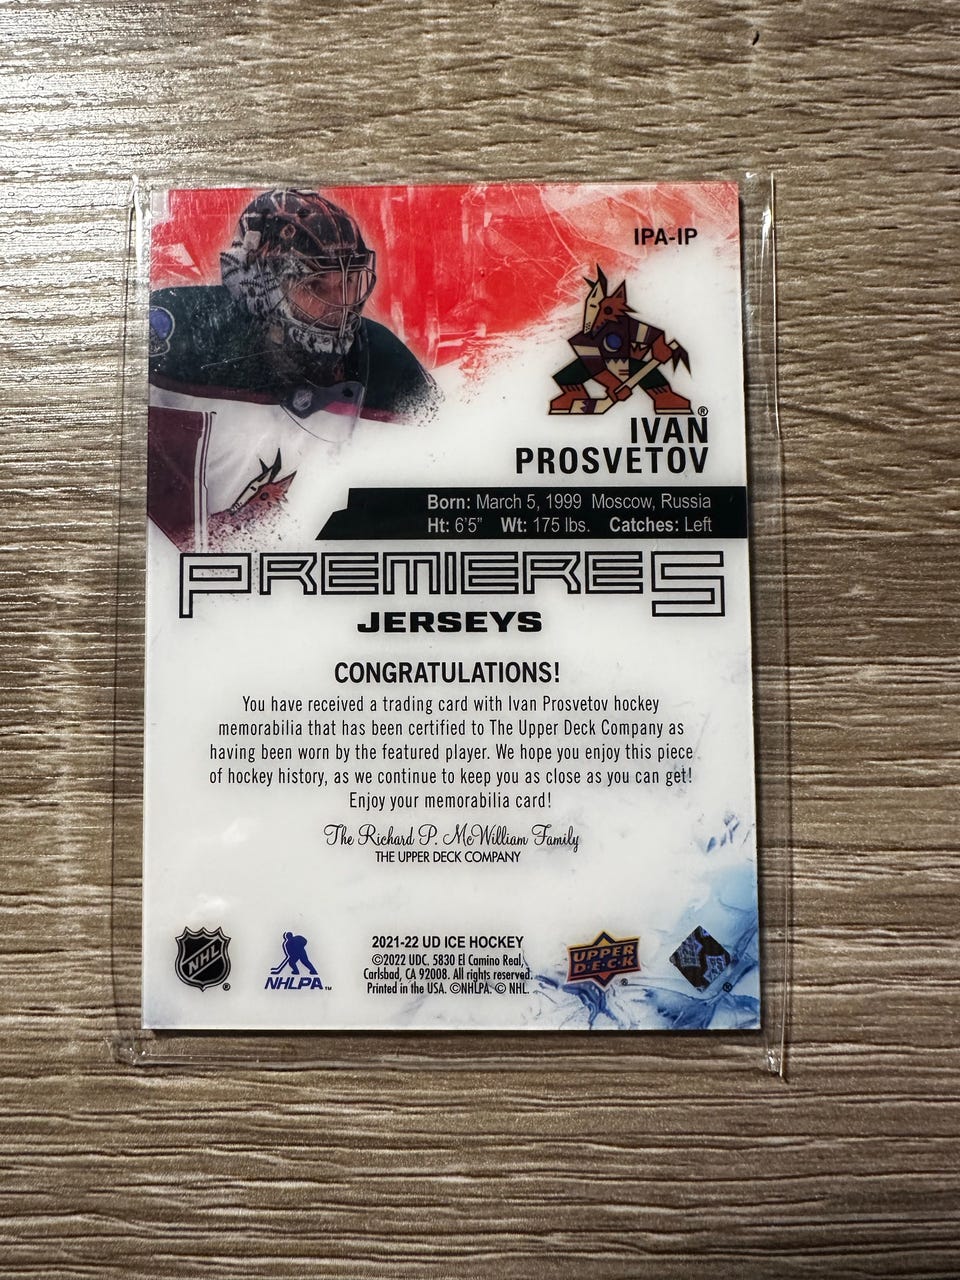 IPA-IP
®
IVAN
PROSVETOV
Born: March 5, 1999 Moscow, Russia
Ht: 6'5" Wt: 175 lbs. Catches: Left
PREMIERES
JERSEYS
CONGRATULATIONS!
You have received a trading card with Ivan Prosvetov hockey
memorabilia that has been certified to The Upper Deck Company as
having been worn by the featured player. We hope you enjoy this piece
of hockey history, as we continue to keep you as close as you can get!
Enjoy your memorabilia card!
The Richard P. McWilliam Family
THE UPPER DECK COMPANY
NHL ®
NHLPA™
2021-22 UD ICE HOCKEY
©2022 UDC. 5830 El Camino Real,
Carlsbad, CA 92008. All rights reserved.
Printed in the USA. ©NHLPA. © NHL.
UPPER
DECK ®
®